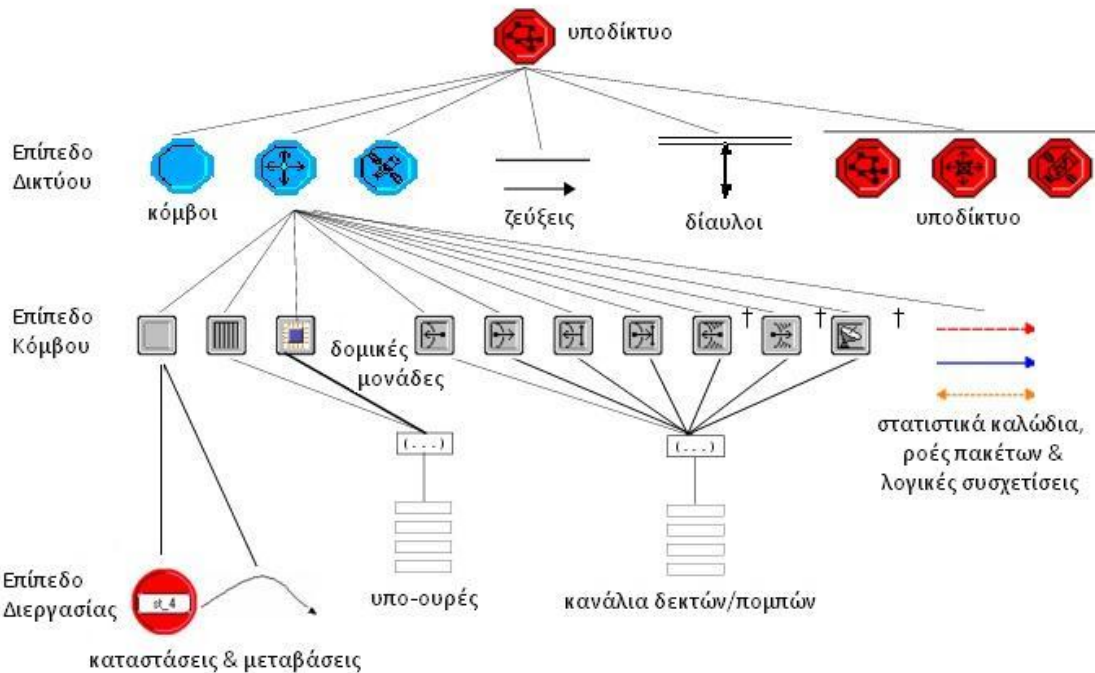 υποδίκτυο
Επίπεδο
Δικτύου
κόμβοι
ζεύξεις
δίαυλοι
υποδίκτυο
Επίπεδο
Κόμβου
† † †
δομικές
μονάδες
στατιστικά καλώδια,
ροές πακέτων &
λογικές συσχετίσεις
(...)
(...)
Επίπεδο
Διεργασίας
st_4
υπο-ουρές
κανάλια δεκτών/πομπών
καταστάσεις & μεταβάσεις